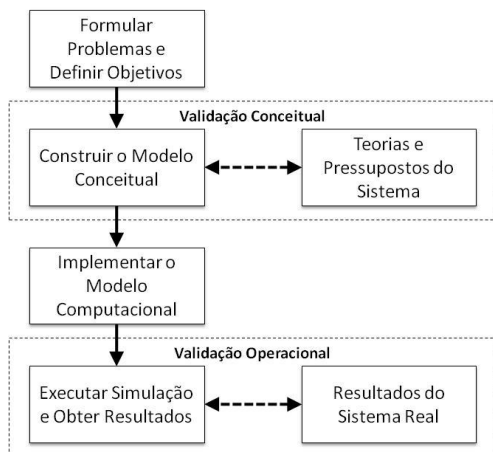 Formular
Problemas e
Definir Objetivos
Validação Conceitual
Construir o Modelo
Conceitual
Teorias e
Pressupostos do
Sistema
Implementar o
Modelo
Computacional
Validação Operacional
Executar Simulação
e Obter Resultados
Resultados do
Sistema Real